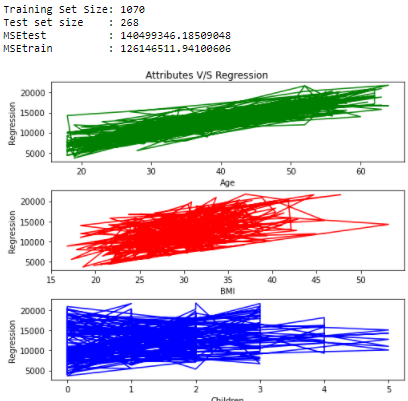 Training Set Size: 1070
Test set size    : 268
MSEtest          : 140499346.18509048
MSEtrain         : 126146511.94100606
Attributes V/S Regression
20000
15000
10000
5000
Regression
20 30 40 50 60
Age
20000
15000
10000
5000
Regression
15 20 25 30 35 40 45 50
BMI
20000
15000
10000
5000
Regression
0 1 2 3 4 5
Children